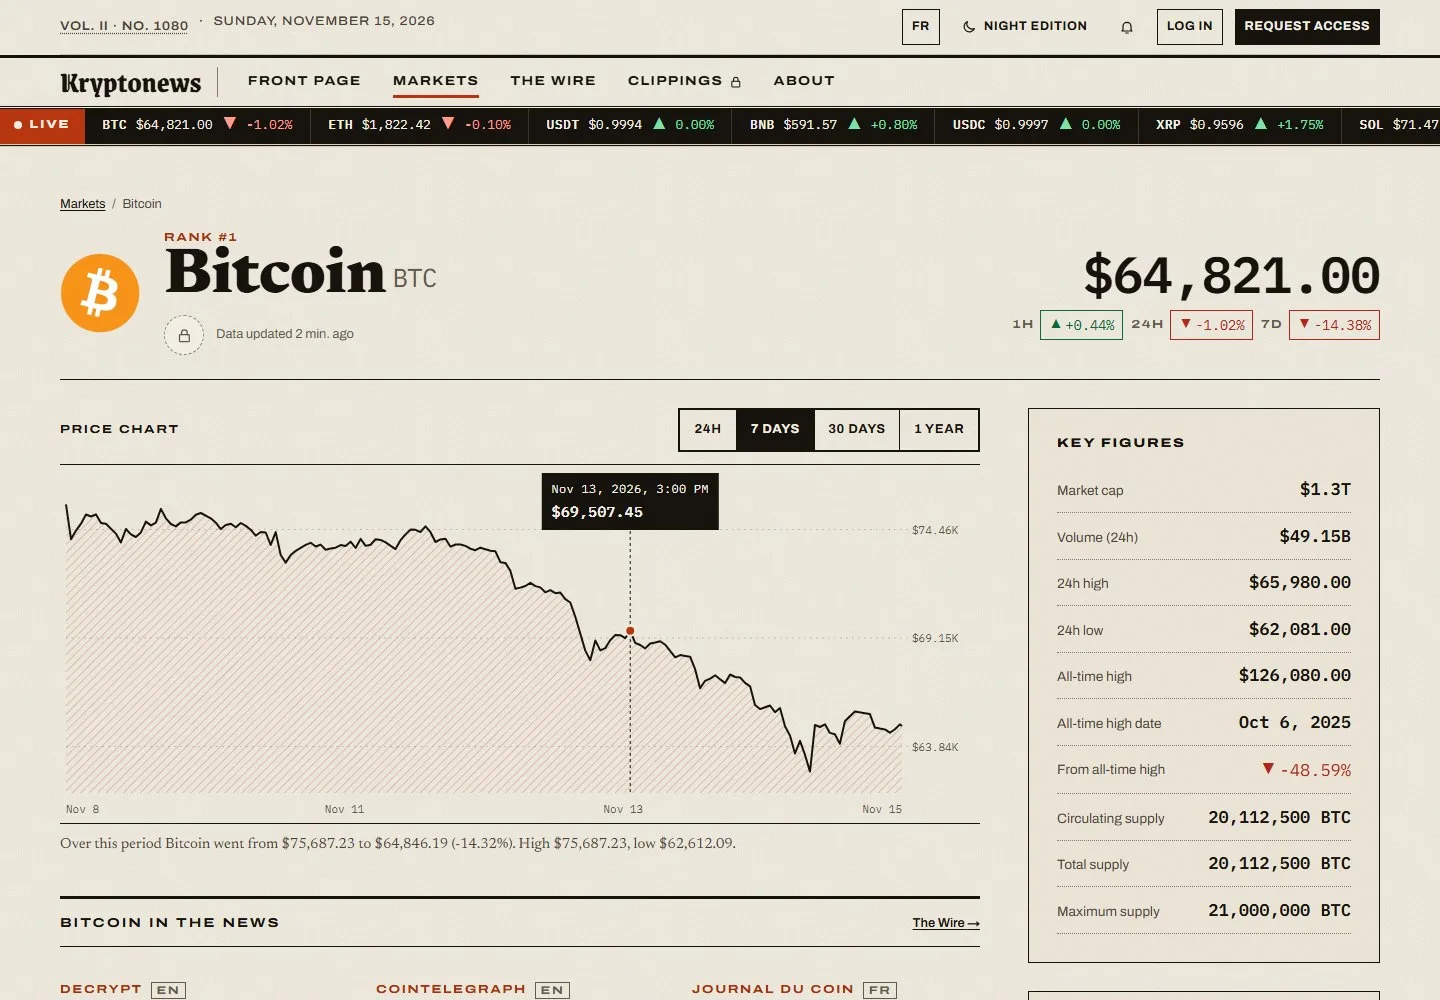 VOL. II · NO. 1080 · SUNDAY, NOVEMBER 15, 2026
FR
NIGHT EDITION
LOG IN
REQUEST ACCESS
Kryptonews
FRONT PAGE
MARKETS
THE WIRE
CLIPPINGS
ABOUT
LIVE
BTC $64,821.00 ▼ -1.02%
ETH $1,822.42 ▼ -0.10%
USDT $0.9994 ▲ 0.00%
BNB $591.57 ▲ +0.80%
USDC $0.9997 ▲ 0.00%
XRP $0.9596 ▲ +1.75%
SOL $71.47
Markets / Bitcoin
RANK #1
Bitcoin BTC
Data updated 2 min. ago
$64,821.00
1H ▲ +0.44% 24H ▼ -1.02% 7D ▼ -14.38%
PRICE CHART
24H
7 DAYS
30 DAYS
1 YEAR
Nov 13, 2026, 3:00 PM
$69,507.45
$74.46K
$69.15K
$63.84K
Nov 8
Nov 11
Nov 13
Nov 15
Over this period Bitcoin went from $75,687.23 to $64,846.19 (-14.32%). High $75,687.23, low $62,612.09.
KEY FIGURES
Market cap $1.3T
Volume (24h) $49.15B
24h high $65,980.00
24h low $62,081.00
All-time high $126,080.00
All-time high date Oct 6, 2025
From all-time high ▼ -48.59%
Circulating supply 20,112,500 BTC
Total supply 20,112,500 BTC
Maximum supply 21,000,000 BTC
BITCOIN IN THE NEWS
The Wire →
DECRYPT EN
COINTELEGRAPH EN
JOURNAL DU COIN FR